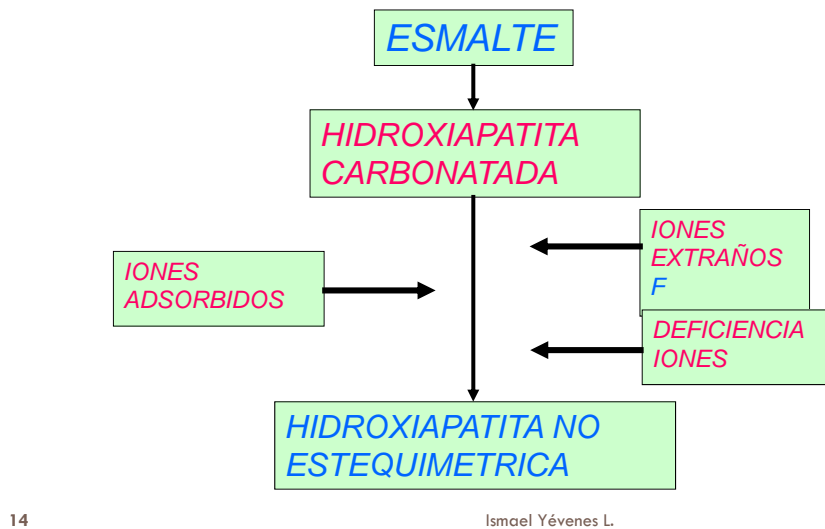 ESMALTE
HIDROXIAPATITA
CARBONATADA
IONES
EXTRAÑOS
F
IONES
ADSORBIDOS
DEFICIENCIA
IONES
HIDROXIAPATITA NO
ESTEQUIMETRICA
14
Ismael Yévenes L.